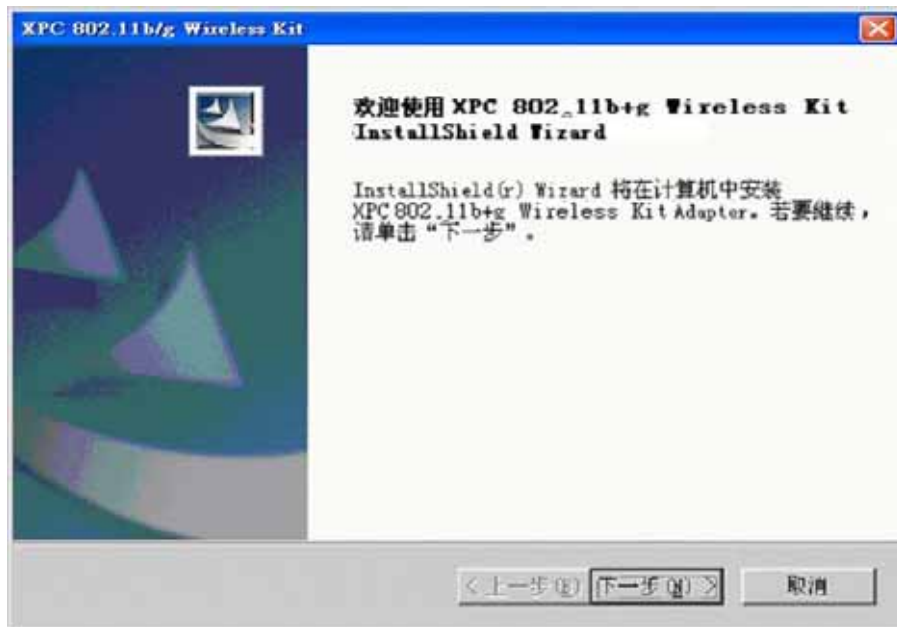 XPC 802.11b/g Wireless Kit
欢迎使用 XPC 802.11b+g Wireless Kit
InstallShield Wizard
InstallShield(r) Wizard 将在计算机中安装
XPC 802.11b+g Wireless Kit Adapter。若要继续，
请单击“下一步”。
<上一步(B) 下一步(N)> 取消